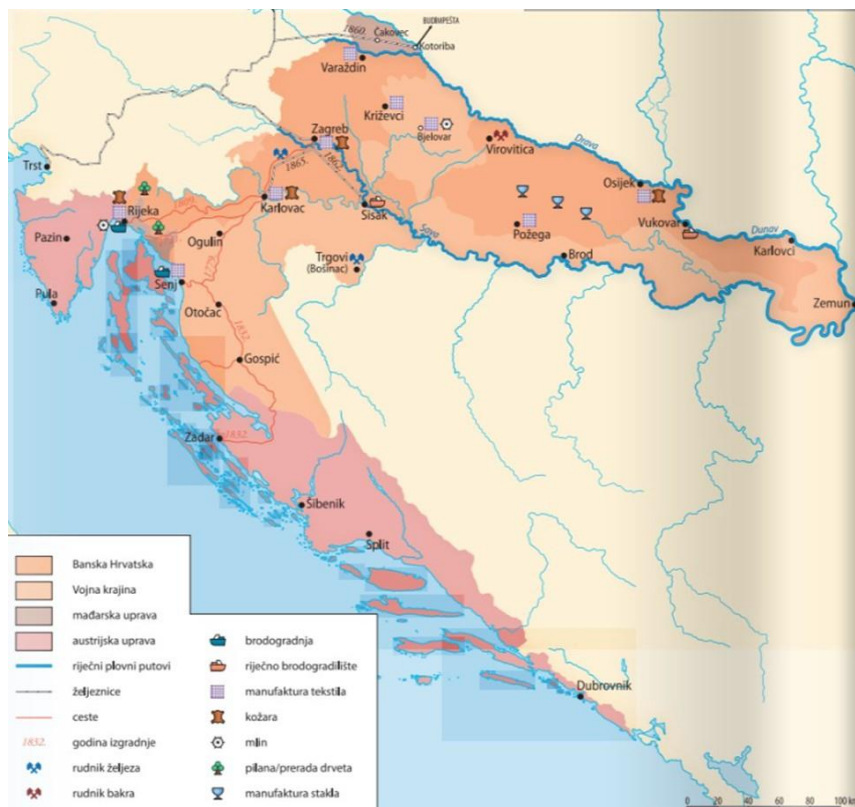 BUDIMPEŠTA
1860.
Čakovec
Kotoriba
Varaždin
Križevci
Zagreb
Bjelovar
Virovitica
Drava
Trst
1865.
1862.
Osijek
1809.
Rijeka
Karlovac
Sisak
Vukovar
Pazin
Ogulin
Požega
Sava
Dunav
Karlovci
Trgovi
(Bošinac)
Brod
1779.
Senj
Pula
Otočac
Zemun
1832.
Gospić
Zadar
1832.
Šibenik
Split
Dubrovnik
Banska Hrvatska
Vojna krajina
mađarska uprava
austrijska uprava
riječni plovni putovi
željeznice
ceste
1832.
godina izgradnje
rudnik željeza
rudnik bakra
brodogradnja
riječno brodogradilište
manufaktura tekstila
kožara
mlin
pilana/prerada drveta
manufaktura stakla
0 20 40 60 80 100 km